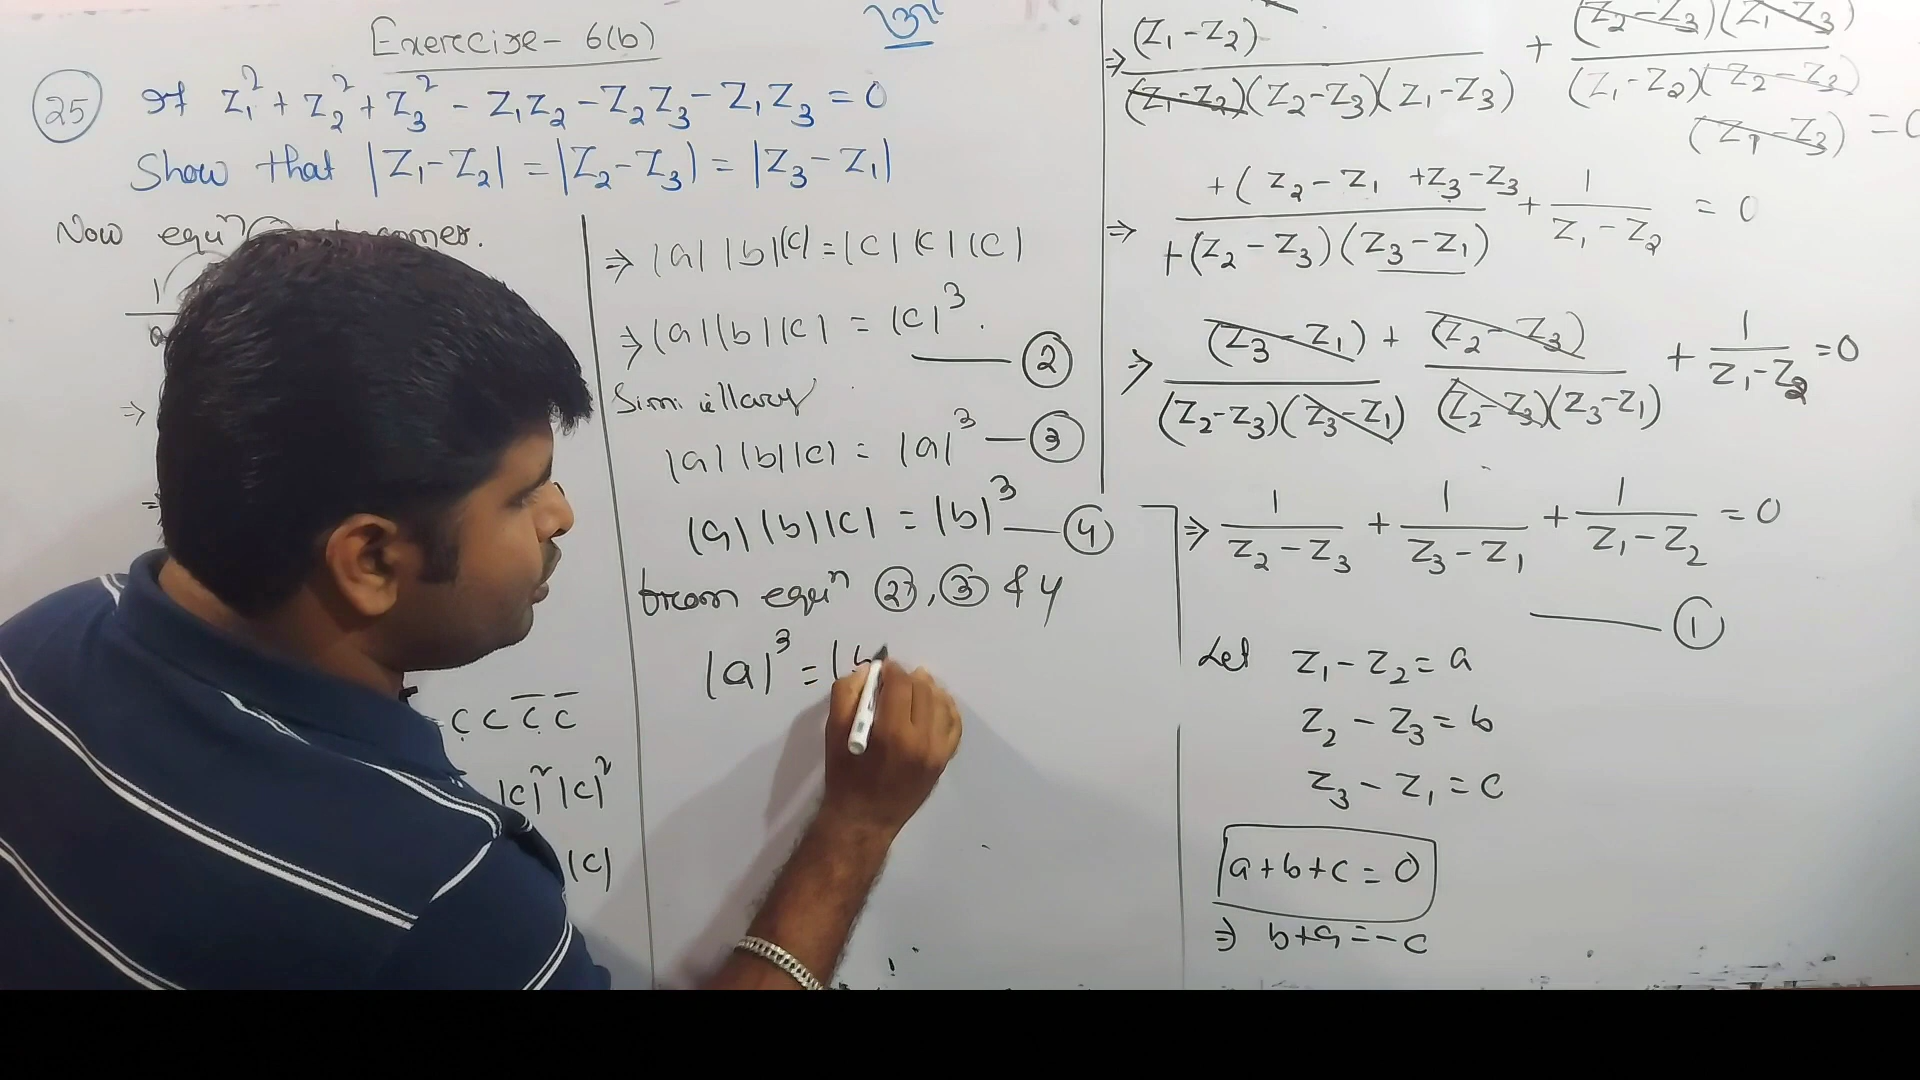 Exercise - 6(b)
25 If Z₁² + Z₂² + Z₃² - Z₁Z₂ - Z₂Z₃ - Z₁Z₃ = 0
Show that |Z₁-Z₂| = |Z₂-Z₃| = |Z₃-Z₁|
Now equⁿ
1
⇒
= c c c̅ c̅
|c|² |c|²
|c|
⇒ |a| |b| |c| = |c| |c| |c|
⇒ |a| |b| |c| = |c|³. — ②
Similarly
|a| |b| |c| = |a|³ — ③
|a| |b| |c| = |b|³ — ④
from equⁿ ②, ③ & 4
|a|³ = |b
⇒ (Z₁-Z₂) / (Z₁-Z₂)(Z₂-Z₃)(Z₁-Z₃) + (Z₂-Z₃)(Z₁-Z₃) / (Z₁-Z₂)(Z₂-Z₃)(Z₁-Z₃) = 0
⇒ +(Z₂-Z₁ +Z₃-Z₃ / +(Z₂-Z₃)(Z₃-Z₁) + 1 / Z₁-Z₂ = 0
⇒ (Z₃-Z₁) / (Z₂-Z₃)(Z₃-Z₁) + (Z₂-Z₃) / (Z₂-Z₃)(Z₃-Z₁) + 1 / Z₁-Z₂ = 0
⇒ 1 / Z₂-Z₃ + 1 / Z₃-Z₁ + 1 / Z₁-Z₂ = 0
— ①
Let Z₁-Z₂ = a
Z₂-Z₃ = b
Z₃-Z₁ = c
a+b+c = 0
⇒ b+a = -c